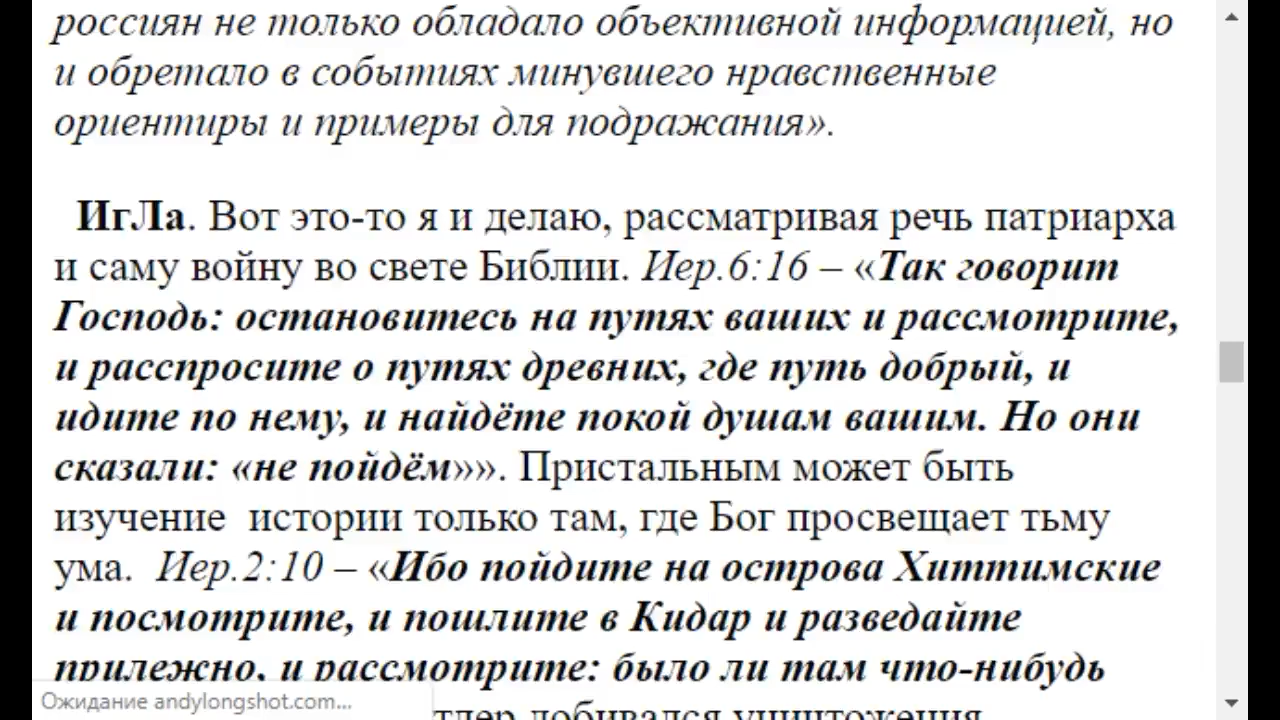 россиян не только обладало объективной информацией, но
и обретало в событиях минувшего нравственные
ориентиры и примеры для подражания».
ИгЛа. Вот это-то я и делаю, рассматривая речь патриарха
и саму войну во свете Библии. Иер.6:16 – «Так говорит
Господь: остановитесь на путях ваших и рассмотрите,
и расспросите о путях древних, где путь добрый, и
идите по нему, и найдёте покой душам вашим. Но они
сказали: «не пойдём»». Пристальным может быть
изучение  истории только там, где Бог просвещает тьму
ума.  Иер.2:10 – «Ибо пойдите на острова Хиттимские
и посмотрите, и пошлите в Кидар и разведайте
прилежно, и рассмотрите: было ли там что-нибудь
добивался уничтожения
Ожидание andylongshot.com...